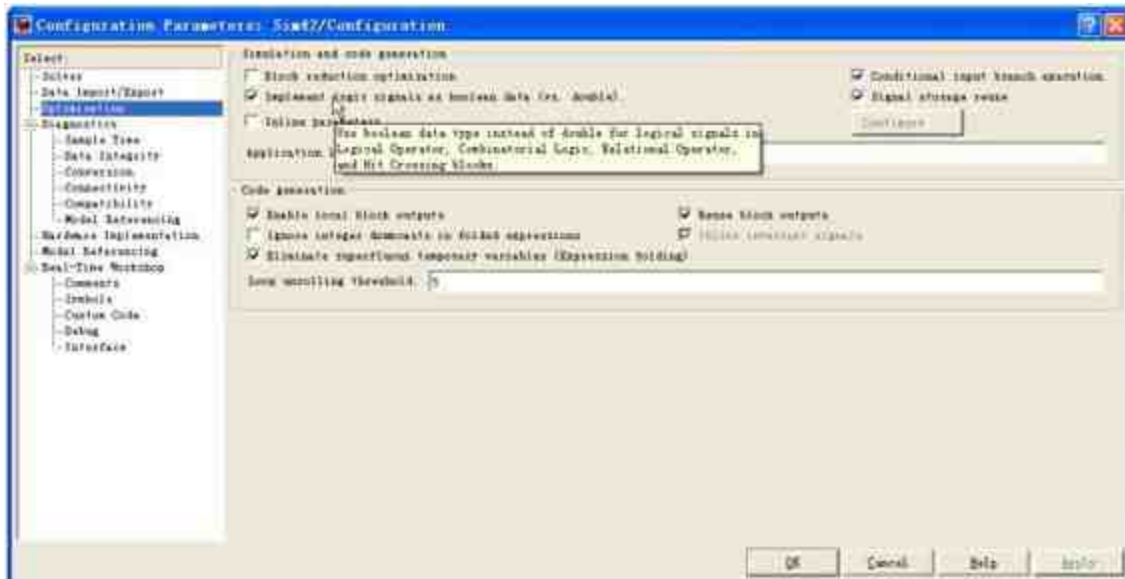 Configuration Parameters: Sim42/Configuration
Select:
Solver
Data Import/Export
Optimization
Diagnostics
Sample Time
Data Integrity
Conversion
Connectivity
Compatibility
Model Referencing
Hardware Implementation
Model Referencing
Real-Time Workshop
Comments
Symbols
Custom Code
Debug
Interface
Simulation and code generation
Block reduction optimization
Conditional input branch execution
Implement logic signals as boolean data (vs. double).
Signal storage reuse
Inline parameters
Configure
Use boolean data type instead of double for logical signals in
Logical Operator, Combinatorial Logic, Relational Operator,
and Hit Crossing blocks.
Application
Code generation
Enable local block outputs
Reuse block outputs
Ignore integer downcasts in folded expressions
Inline invariant signals
Eliminate superfluous temporary variables (Expression folding)
Loop unrolling threshold: 5
OK
Cancel
Help
Apply